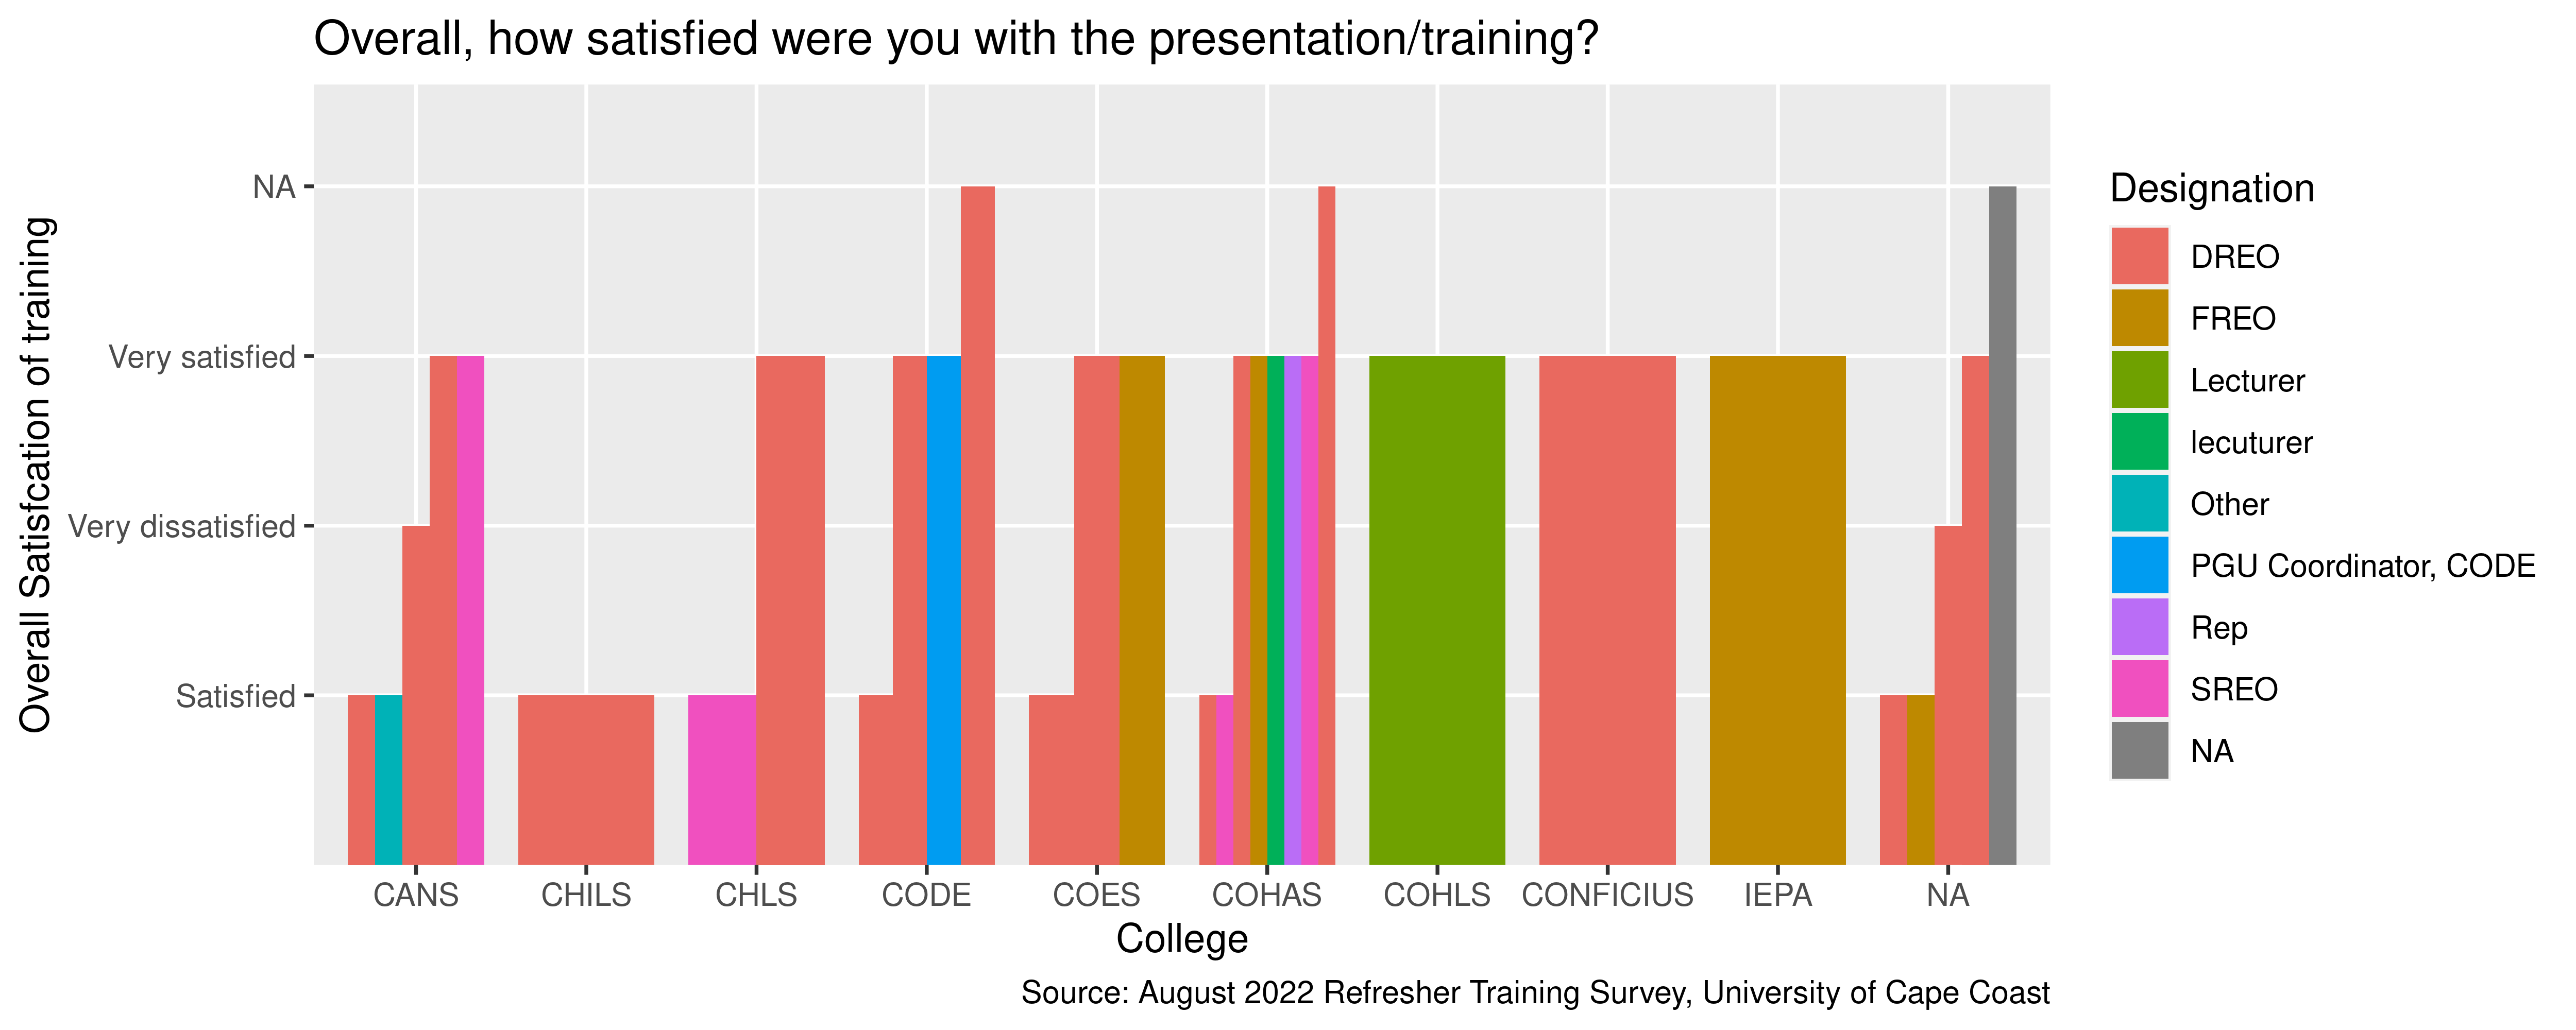 Overall, how satisfied were you with the presentation/training?
Overall Satisifcation of training
NA
Very satisfied
Very dissatisfied
Satisfied
CANS CHILS CHLS CODE COES COHAS COHLS CONFICIUS IEPA NA
College
Source: August 2022 Refresher Training Survey, University of Cape Coast
Designation
DREO
FREO
Lecturer
lecuturer
Other
PGU Coordinator, CODE
Rep
SREO
NA